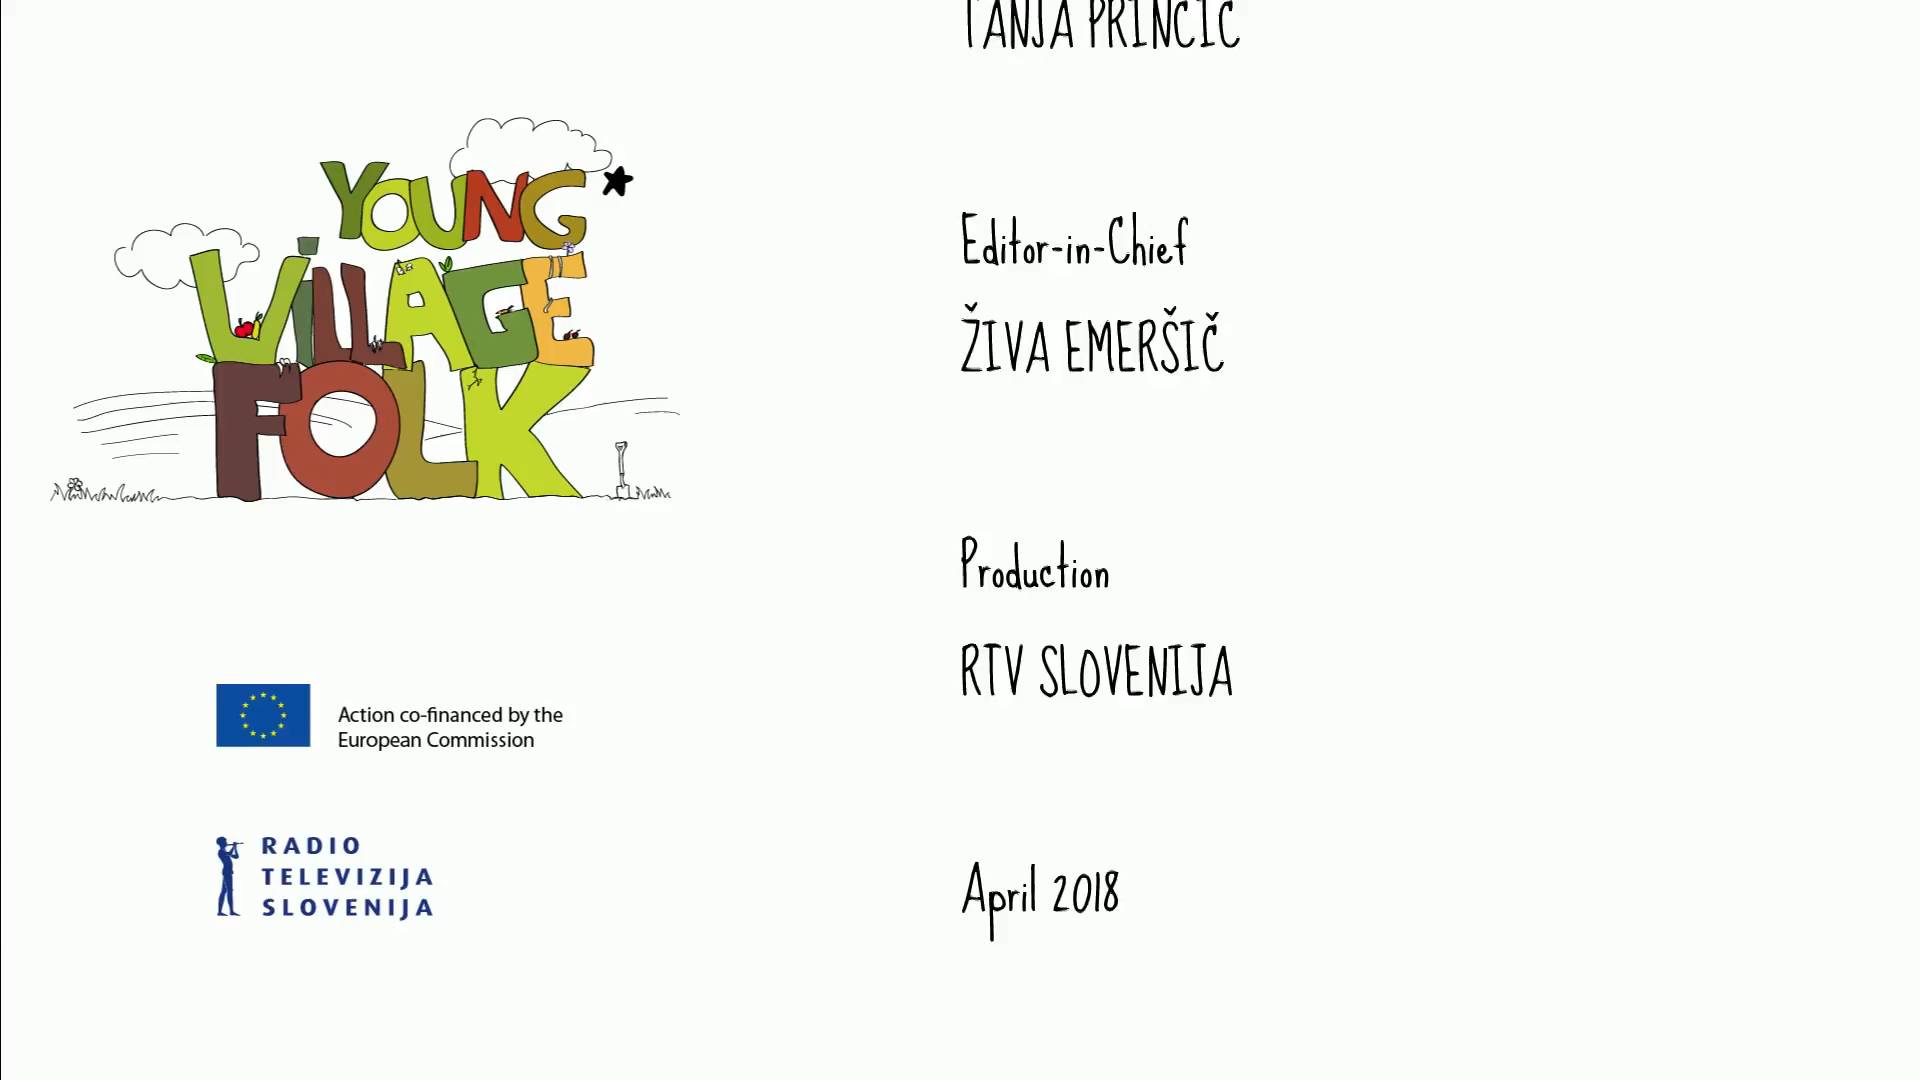 TANJA PRINČIČ
YOUNG
VILLAGE
FOLK
Editor-in-Chief
ŽIVA EMERŠIČ
Production
RTV SLOVENIJA
Action co-financed by the
European Commission
RADIO
TELEVIZIJA
SLOVENIJA
April 2018